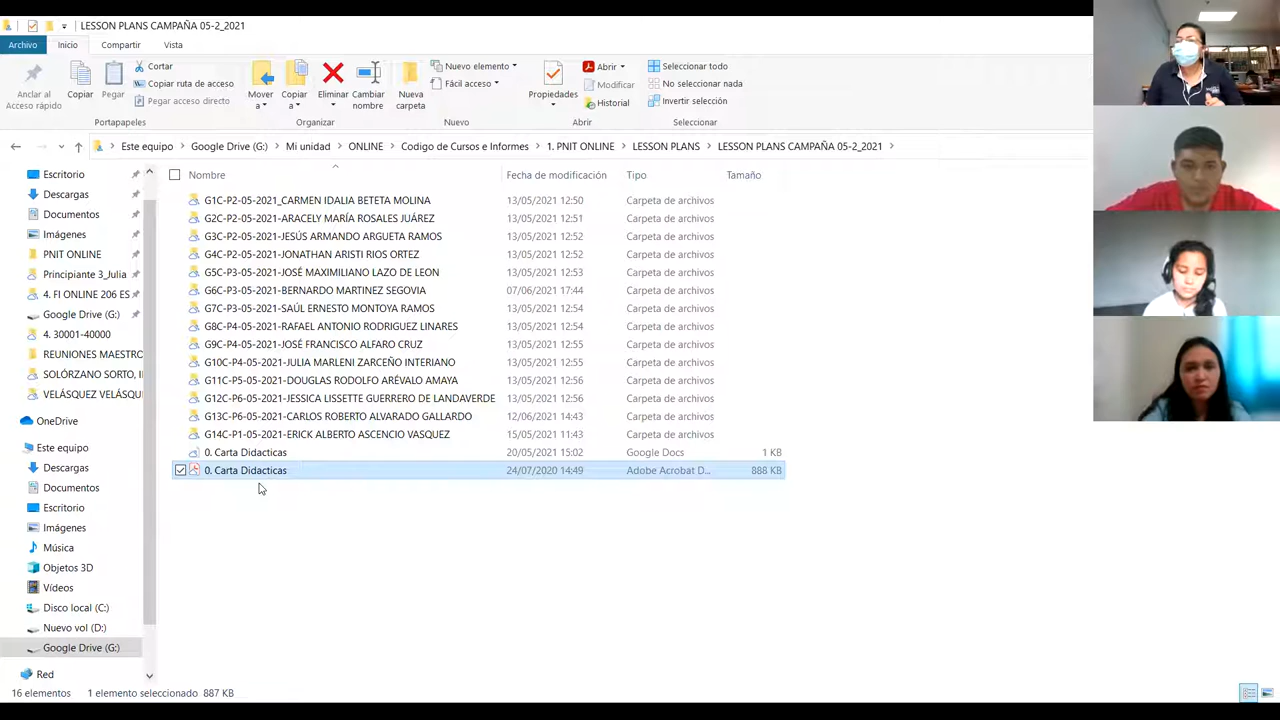 LESSON PLANS CAMPAÑA 05-2_2021
Archivo Inicio Compartir Vista
Anclar al Acceso rápido
Copiar
Pegar
Cortar
Copiar ruta de acceso
Pegar acceso directo
Portapapeles
Mover a
Copiar a
Eliminar
Cambiar nombre
Organizar
Nueva carpeta
Nuevo elemento
Fácil acceso
Nuevo
Propiedades
Abrir
Modificar
Historial
Abrir
Seleccionar todo
No seleccionar nada
Invertir selección
Seleccionar
Este equipo > Google Drive (G:) > Mi unidad > ONLINE > Codigo de Cursos e Informes > 1. PNIT ONLINE > LESSON PLANS > LESSON PLANS CAMPAÑA 05-2_2021 >
Escritorio
Descargas
Documentos
Imágenes
PNIT ONLINE
Principiante 3_Julia
4. FI ONLINE 206 ES
Google Drive (G:)
4. 30001-40000
REUNIONES MAESTRO
SOLÓRZANO SORTO, I
VELÁSQUEZ VELÁSQU
OneDrive
Este equipo
Descargas
Documentos
Escritorio
Imágenes
Música
Objetos 3D
Vídeos
Disco local (C:)
Nuevo vol (D:)
Google Drive (G:)
Red
Nombre Fecha de modificación Tipo Tamaño
G1C-P2-05-2021_CARMEN IDALIA BETETA MOLINA 13/05/2021 12:50 Carpeta de archivos
G2C-P2-05-2021-ARACELY MARÍA ROSALES JUÁREZ 13/05/2021 12:51 Carpeta de archivos
G3C-P2-05-2021-JESÚS ARMANDO ARGUETA RAMOS 13/05/2021 12:52 Carpeta de archivos
G4C-P2-05-2021-JONATHAN ARISTI RIOS ORTEZ 13/05/2021 12:52 Carpeta de archivos
G5C-P3-05-2021-JOSÉ MAXIMILIANO LAZO DE LEON 13/05/2021 12:53 Carpeta de archivos
G6C-P3-05-2021-BERNARDO MARTINEZ SEGOVIA 07/06/2021 17:44 Carpeta de archivos
G7C-P3-05-2021-SAÚL ERNESTO MONTOYA RAMOS 13/05/2021 12:54 Carpeta de archivos
G8C-P4-05-2021-RAFAEL ANTONIO RODRIGUEZ LINARES 13/05/2021 12:54 Carpeta de archivos
G9C-P4-05-2021-JOSÉ FRANCISCO ALFARO CRUZ 13/05/2021 12:55 Carpeta de archivos
G10C-P4-05-2021-JULIA MARLENI ZARCEÑO INTERIANO 13/05/2021 12:55 Carpeta de archivos
G11C-P5-05-2021-DOUGLAS RODOLFO ARÉVALO AMAYA 13/05/2021 12:56 Carpeta de archivos
G12C-P6-05-2021-JESSICA LISSETTE GUERRERO DE LANDAVERDE 13/05/2021 12:56 Carpeta de archivos
G13C-P6-05-2021-CARLOS ROBERTO ALVARADO GALLARDO 12/06/2021 14:43 Carpeta de archivos
G14C-P1-05-2021-ERICK ALBERTO ASCENCIO VASQUEZ 15/05/2021 11:43 Carpeta de archivos
0. Carta Didacticas 20/05/2021 15:02 Google Docs 1 KB
0. Carta Didacticas 24/07/2020 14:49 Adobe Acrobat D... 888 KB
16 elementos 1 elemento seleccionado 887 KB